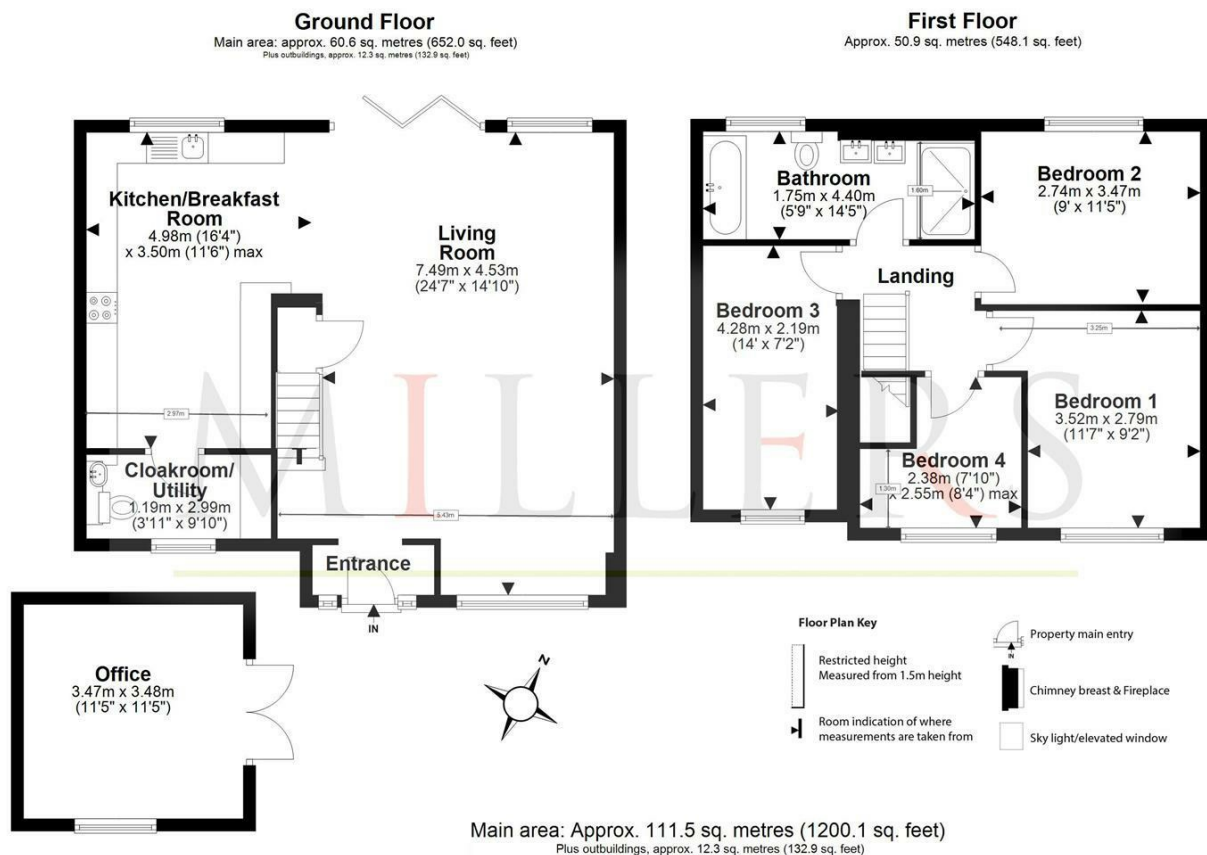 Ground Floor
Main area: approx. 60.6 sq. metres (652.0 sq. feet)
Plus outbuildings, approx. 12.3 sq. metres (132.9 sq. feet)
First Floor
Approx. 50.9 sq. metres (548.1 sq. feet)
Kitchen/Breakfast
Room
4.98m (16'4")
x 3.50m (11'6") max
Living
Room
7.49m x 4.53m
(24'7" x 14'10")
2.97m
Cloakroom/
Utility
1.19m x 2.99m
(3'11" x 9'10")
5.43m
Entrance
IN
Bathroom
1.75m x 4.40m
(5'9" x 14'5")
1.60m
Bedroom 2
2.74m x 3.47m
(9' x 11'5")
Landing
Bedroom 3
4.28m x 2.19m
(14' x 7'2")
3.25m
Bedroom 1
3.52m x 2.79m
(11'7" x 9'2")
Bedroom 4
2.38m (7'10")
x 2.55m (8'4") max
1.30m
MILLERS
Office
3.47m x 3.48m
(11'5" x 11'5")
N
Floor Plan Key
Restricted height
Measured from 1.5m height
Room indication of where
measurements are taken from
Property main entry
IN
Chimney breast & Fireplace
Sky light/elevated window
Main area: Approx. 111.5 sq. metres (1200.1 sq. feet)
Plus outbuildings, approx. 12.3 sq. metres (132.9 sq. feet)